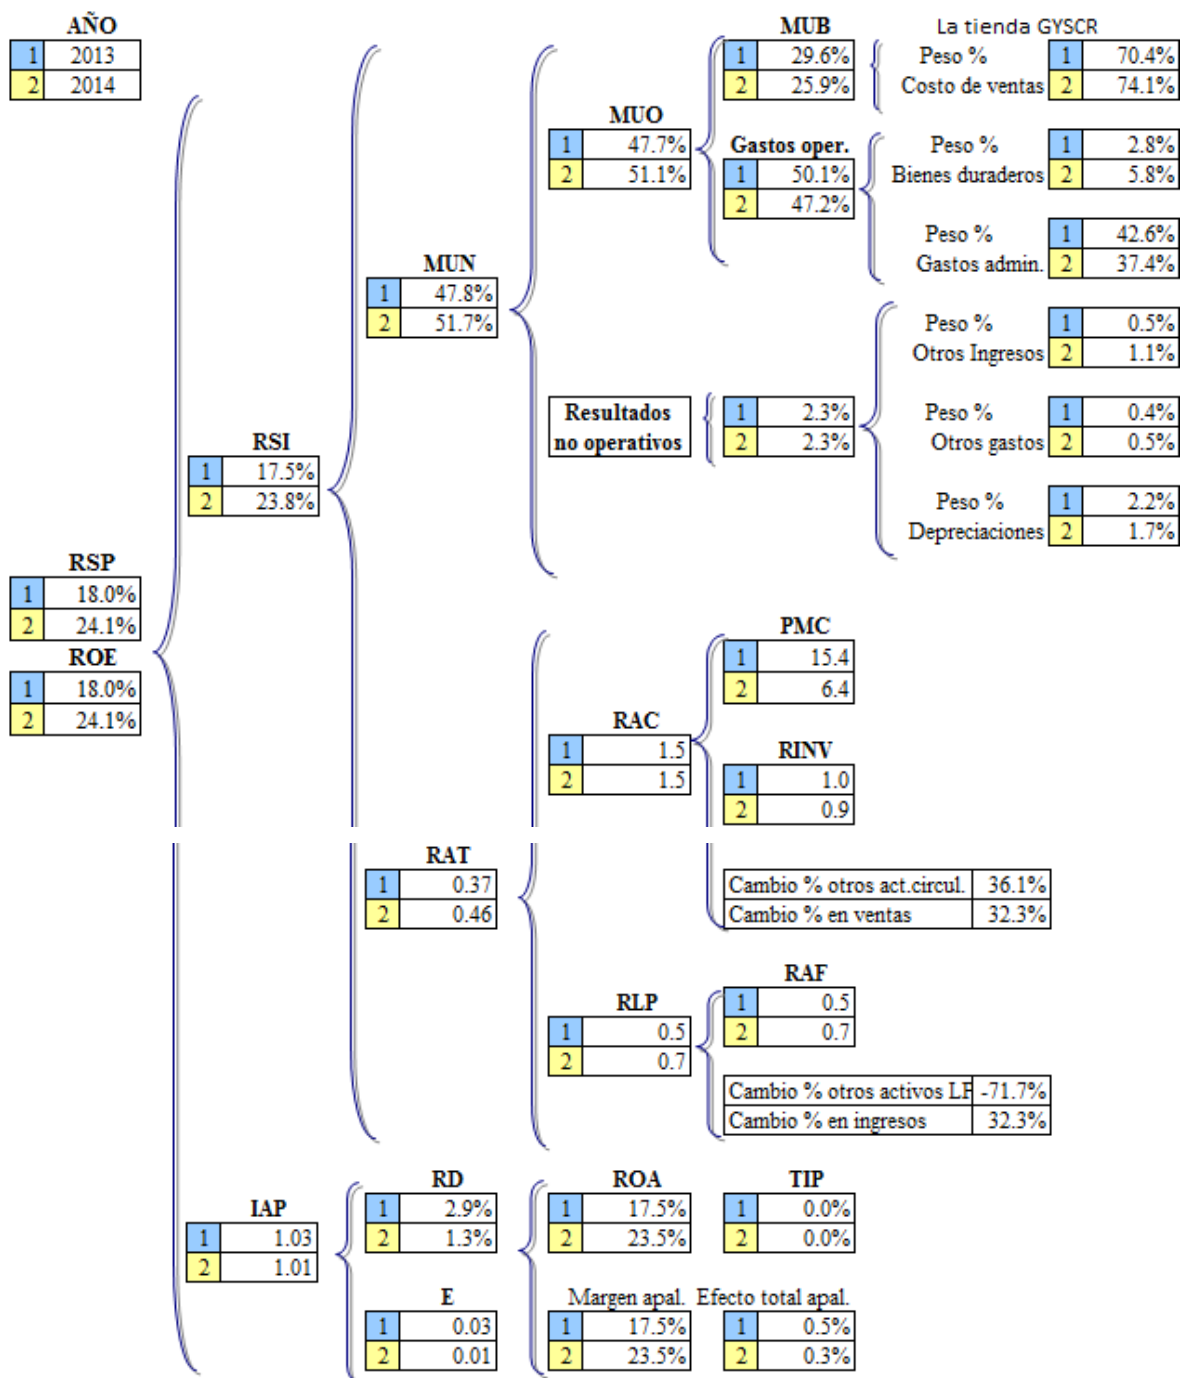 AÑO
1 2013
2 2014
MUB
1 29.6%
2 25.9%
La tienda GYSCR
Peso %
Costo de ventas
1 70.4%
2 74.1%
MUO
1 47.7%
2 51.1%
Gastos oper.
1 50.1%
2 47.2%
Peso %
Bienes duraderos
1 2.8%
2 5.8%
Peso %
Gastos admin.
1 42.6%
2 37.4%
MUN
1 47.8%
2 51.7%
Peso %
Otros Ingresos
1 0.5%
2 1.1%
Resultados
no operativos
1 2.3%
2 2.3%
Peso %
Otros gastos
1 0.4%
2 0.5%
RSI
1 17.5%
2 23.8%
Peso %
Depreciaciones
1 2.2%
2 1.7%
RSP
1 18.0%
2 24.1%
ROE
1 18.0%
2 24.1%
PMC
1 15.4
2 6.4
RAC
1 1.5
2 1.5
RINV
1 1.0
2 0.9
RAT
1 0.37
2 0.46
Cambio % otros act.circul. 36.1%
Cambio % en ventas 32.3%
RAF
1 0.5
2 0.7
RLP
1 0.5
2 0.7
Cambio % otros activos LF -71.7%
Cambio % en ingresos 32.3%
IAP
1 1.03
2 1.01
RD
1 2.9%
2 1.3%
ROA
1 17.5%
2 23.5%
TIP
1 0.0%
2 0.0%
E
1 0.03
2 0.01
Margen apal.
1 17.5%
2 23.5%
Efecto total apal.
1 0.5%
2 0.3%